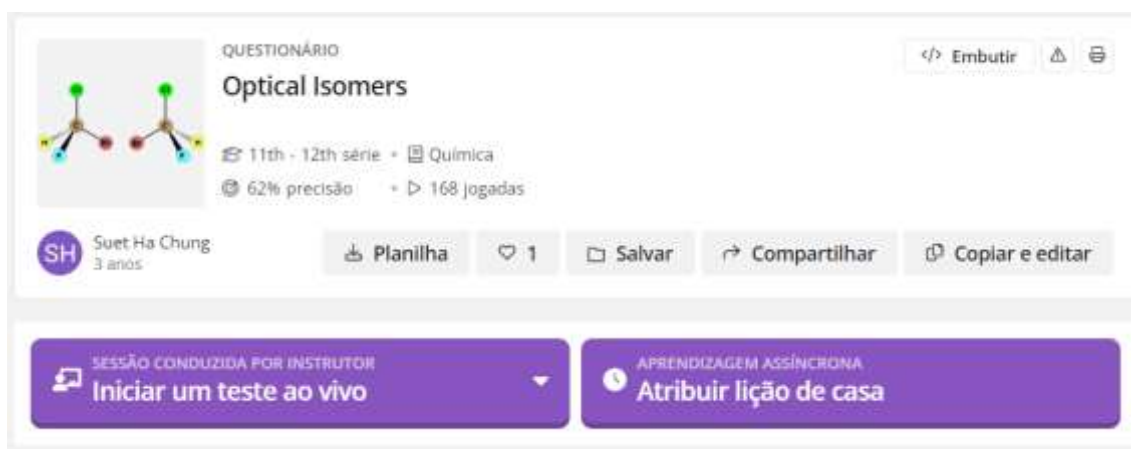 QUESTIONÁRIO
Optical Isomers
</> Embutir
11th - 12th série • Química
62% precisão • 168 jogadas
SH
Suet Ha Chung
3 anos
Planilha
1
Salvar
Compartilhar
Copiar e editar
SESSÃO CONDUZIDA POR INSTRUTOR
Iniciar um teste ao vivo
APRENDIZAGEM ASSÍNCRONA
Atribuir lição de casa